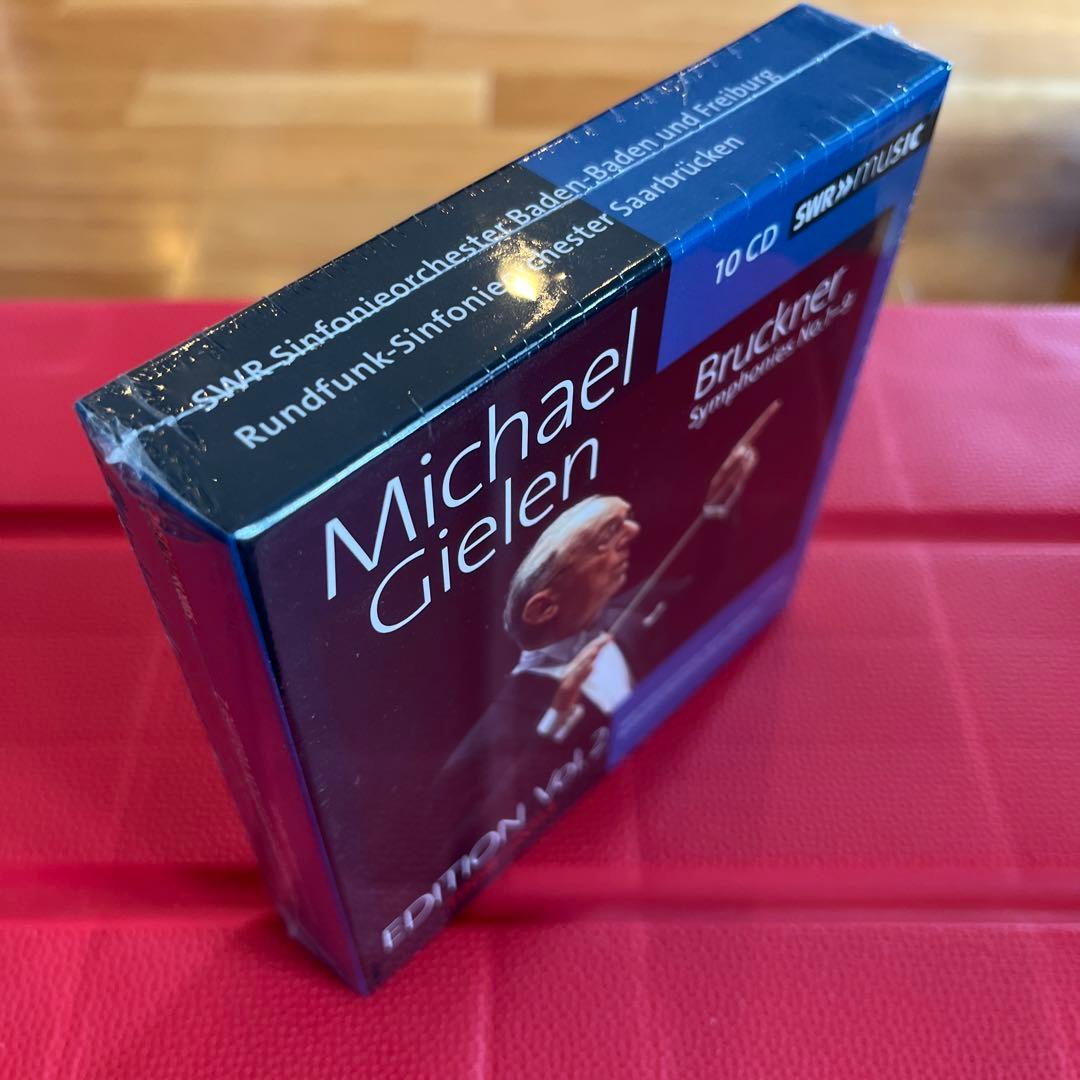 SWR Sinfonieorchester Baden-Baden und Freiburg
Rundfunk-Sinfonieorchester Saarbrücken
10 CD
SWR»music
Michael
Gielen
Bruckner
Symphonies No. 1–9
EDITION Vol. 2